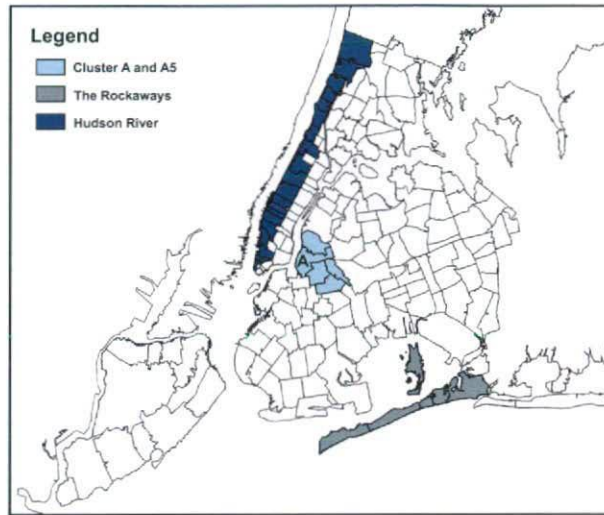 Legend
Cluster A and A5
The Rockaways
Hudson River
A